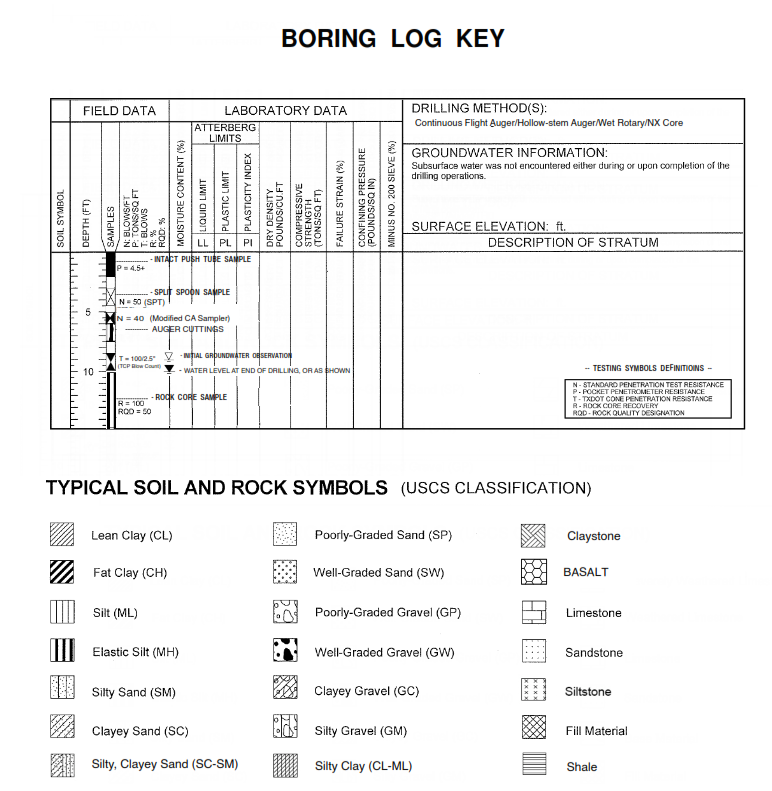 BORING LOG KEY
FIELD DATA
LABORATORY DATA
DRILLING METHOD(S):
Continuous Flight Auger/Hollow-stem Auger/Wet Rotary/NX Core
ATTERBERG
LIMITS
GROUNDWATER INFORMATION:
Subsurface water was not encountered either during or upon completion of the
drilling operations.
SURFACE ELEVATION: ft.
DESCRIPTION OF STRATUM
SOIL SYMBOL
DEPTH (FT)
SAMPLES
N: BLOWS/FT
P: TONS/SQ FT
T: BLOWS
R: %
RQD: %
MOISTURE CONTENT (%)
LIQUID LIMIT
PLASTIC LIMIT
PLASTICITY INDEX
LL
PL
PI
DRY DENSITY
POUNDS/CU.FT
COMPRESSIVE
STRENGTH
(TONS/SQ FT)
FAILURE STRAIN (%)
CONFINING PRESSURE
(POUNDS/SQ IN)
MINUS NO. 200 SIEVE (%)
- INTACT PUSH TUBE SAMPLE
P = 4.5+
- SPLIT SPOON SAMPLE
N = 50 (SPT)
5
N = 40 (Modified CA Sampler)
AUGER CUTTINGS
T = 100/2.5"
- INITIAL GROUNDWATER OBSERVATION
(TCP Blow Count)
- WATER LEVEL AT END OF DRILLING, OR AS SHOWN
10
- ROCK CORE SAMPLE
R = 100
RQD = 50
-- TESTING SYMBOLS DEFINITIOINS --
N - STANDARD PENETRATION TEST RESISTANCE
P - POCKET PENETROMETER RESISTANCE
T - TXDOT CONE PENETRATION RESISTANCE
R - ROCK CORE RECOVERY
RQD - ROCK QUALITY DESIGNATION
TYPICAL SOIL AND ROCK SYMBOLS (USCS CLASSIFICATION)
Lean Clay (CL)
Poorly-Graded Sand (SP)
Claystone
Fat Clay (CH)
Well-Graded Sand (SW)
BASALT
Silt (ML)
Poorly-Graded Gravel (GP)
Limestone
Elastic Silt (MH)
Well-Graded Gravel (GW)
Sandstone
Silty Sand (SM)
Clayey Gravel (GC)
Siltstone
Clayey Sand (SC)
Silty Gravel (GM)
Fill Material
Silty, Clayey Sand (SC-SM)
Silty Clay (CL-ML)
Shale